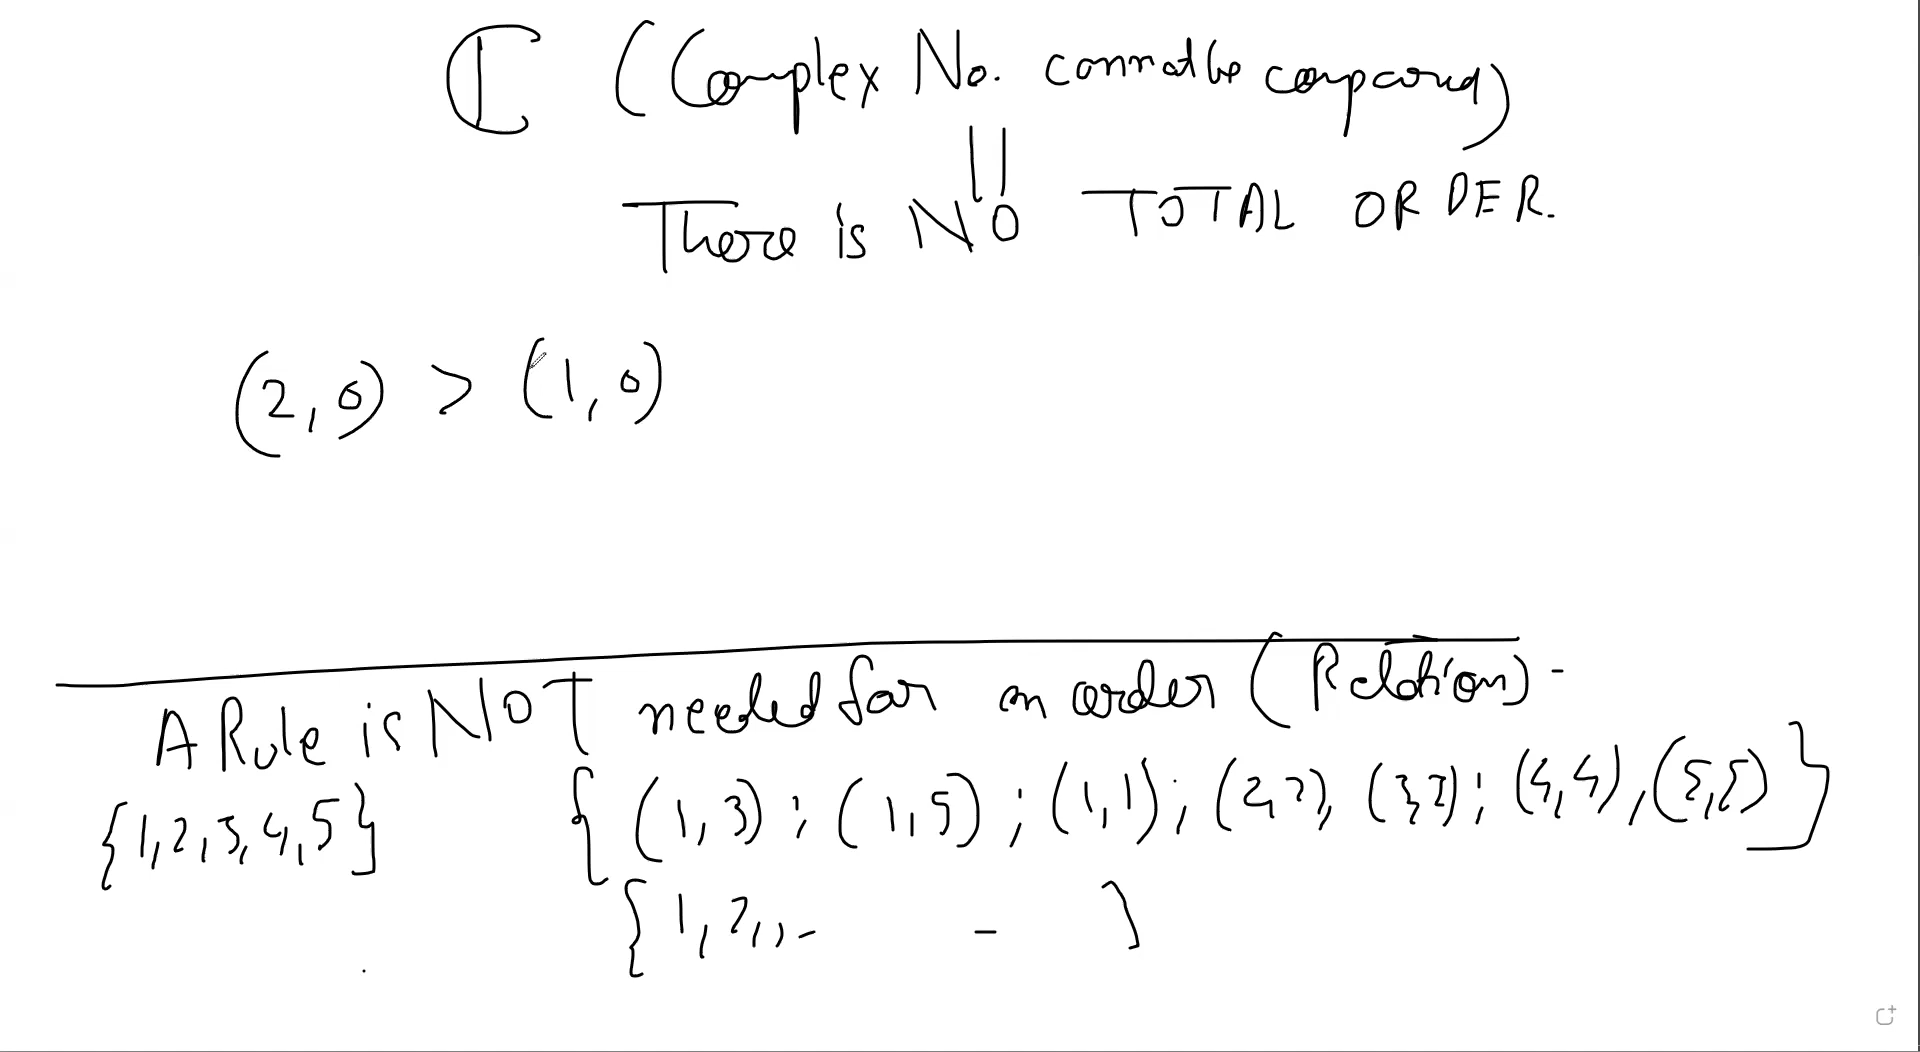 ℂ (Complex No. cannot be compared)
There is NO TOTAL ORDER.
(2,0) > (1,0)
A Rule is NOT needed for an order (Relation).
{1,2,3,4,5} {(1,3); (1,5); (1,1); (2,2), (3,3); (4,4), (5,5)}
{1,2,,- - }